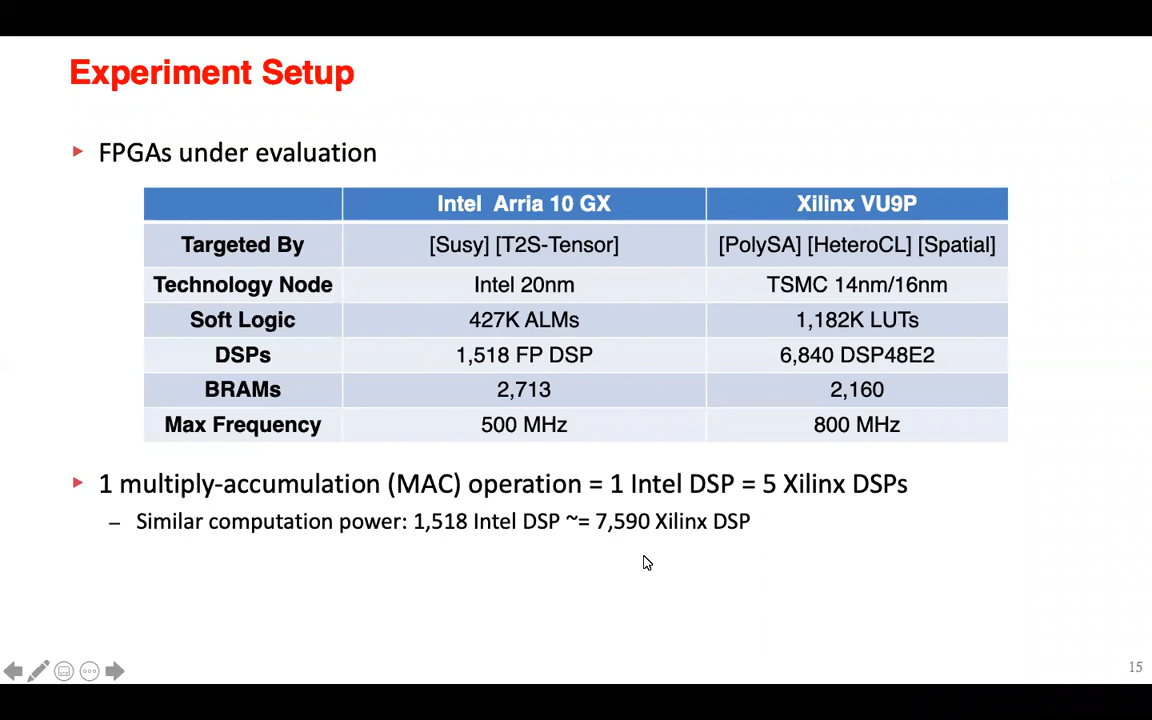 Experiment Setup
FPGAs under evaluation
Intel Arria 10 GX Xilinx VU9P
Targeted By [Susy] [T2S-Tensor] [PolySA] [HeteroCL] [Spatial]
Technology Node Intel 20nm TSMC 14nm/16nm
Soft Logic 427K ALMs 1,182K LUTs
DSPs 1,518 FP DSP 6,840 DSP48E2
BRAMs 2,713 2,160
Max Frequency 500 MHz 800 MHz
1 multiply-accumulation (MAC) operation = 1 Intel DSP = 5 Xilinx DSPs
– Similar computation power: 1,518 Intel DSP ~= 7,590 Xilinx DSP
15